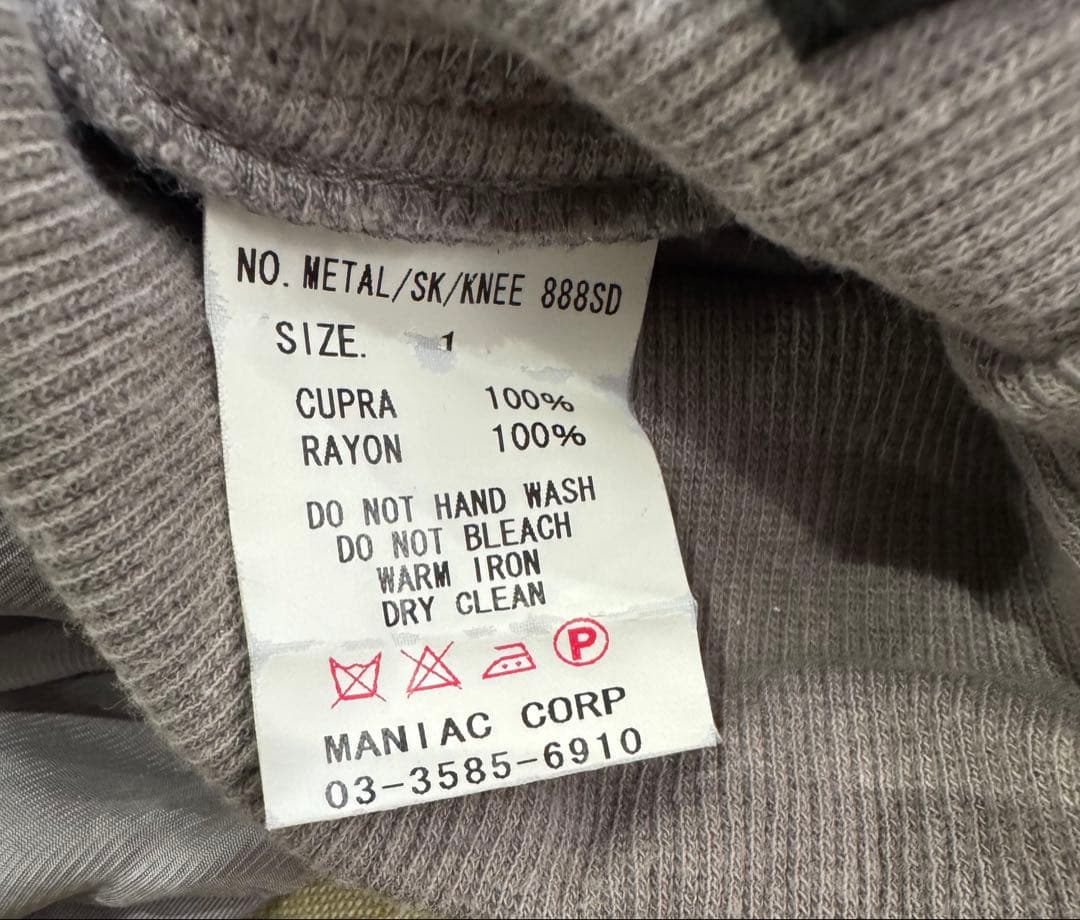 NO. METAL/SK/KNEE 888SD
SIZE. 1
CUPRA 100%
RAYON 100%
DO NOT HAND WASH
DO NOT BLEACH
WARM IRON
DRY CLEAN
P
MANIAC CORP
03-3585-6910